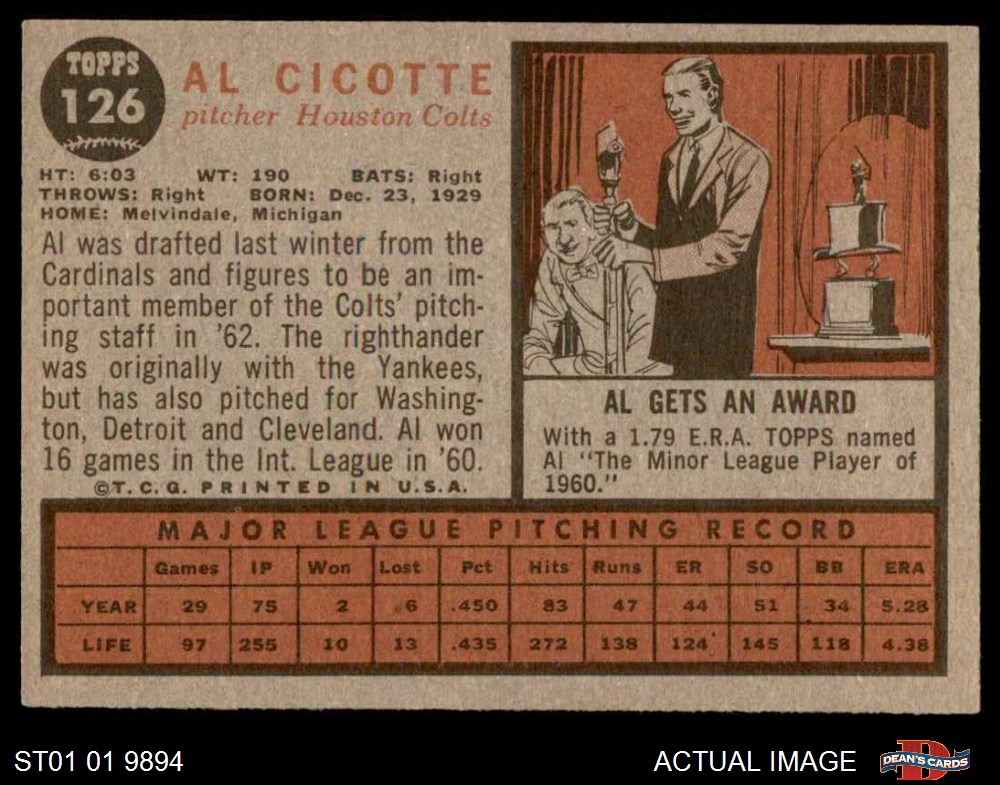 TOPPS
126
AL CICOTTE
pitcher Houston Colts
HT: 6:03 WT: 190 BATS: Right
THROWS: Right BORN: Dec. 23, 1929
HOME: Melvindale, Michigan
Al was drafted last winter from the
Cardinals and figures to be an im-
portant member of the Colts' pitch-
ing staff in '62. The righthander
was originally with the Yankees,
but has also pitched for Washing-
ton, Detroit and Cleveland. Al won
16 games in the Int. League in '60.
©T.C.G. PRINTED IN U.S.A.
AL GETS AN AWARD
With a 1.79 E.R.A. TOPPS named
Al "The Minor League Player of
1960."
MAJOR LEAGUE PITCHING RECORD
Games IP Won Lost Pct Hits Runs ER SO BB ERA
YEAR 29 75 2 6 .450 83 47 44 51 34 5.28
LIFE 97 255 10 13 .435 272 138 124 145 118 4.38
ST01 01 9894
ACTUAL IMAGE
DEAN'S CARDS